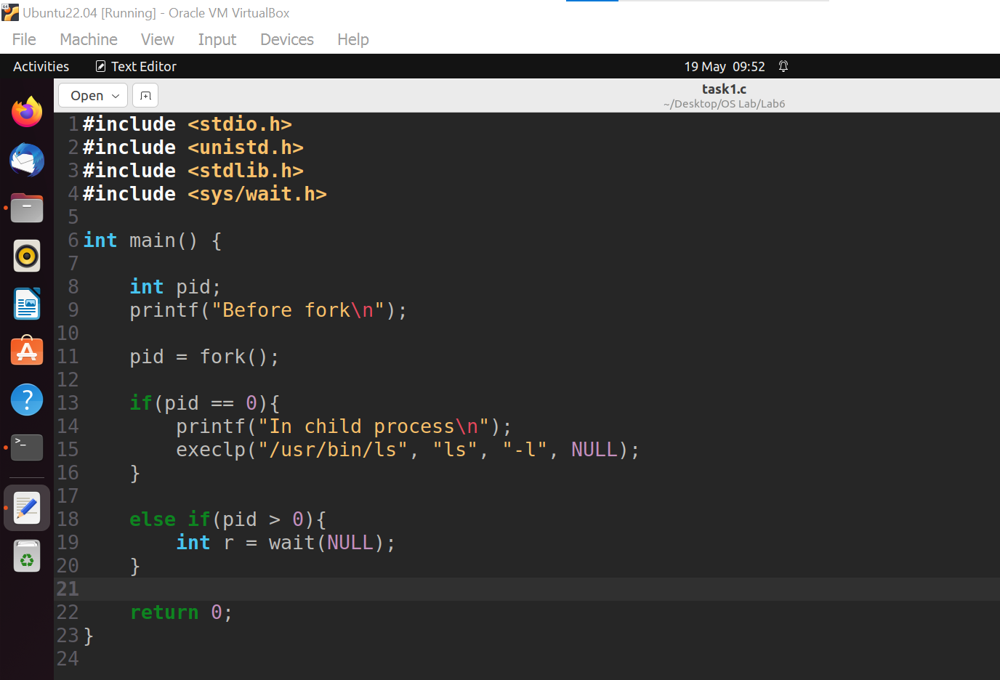 Ubuntu22.04 [Running] - Oracle VM VirtualBox
File Machine View Input Devices Help
Activities Text Editor 19 May 09:52
Open task1.c
~/Desktop/OS Lab/Lab6
1 #include <stdio.h>
2 #include <unistd.h>
3 #include <stdlib.h>
4 #include <sys/wait.h>
5
6 int main() {
7
8     int pid;
9     printf("Before fork\n");
10
11     pid = fork();
12
13     if(pid == 0){
14         printf("In child process\n");
15         execlp("/usr/bin/ls", "ls", "-l", NULL);
16     }
17
18     else if(pid > 0){
19         int r = wait(NULL);
20     }
21
22     return 0;
23 }
24